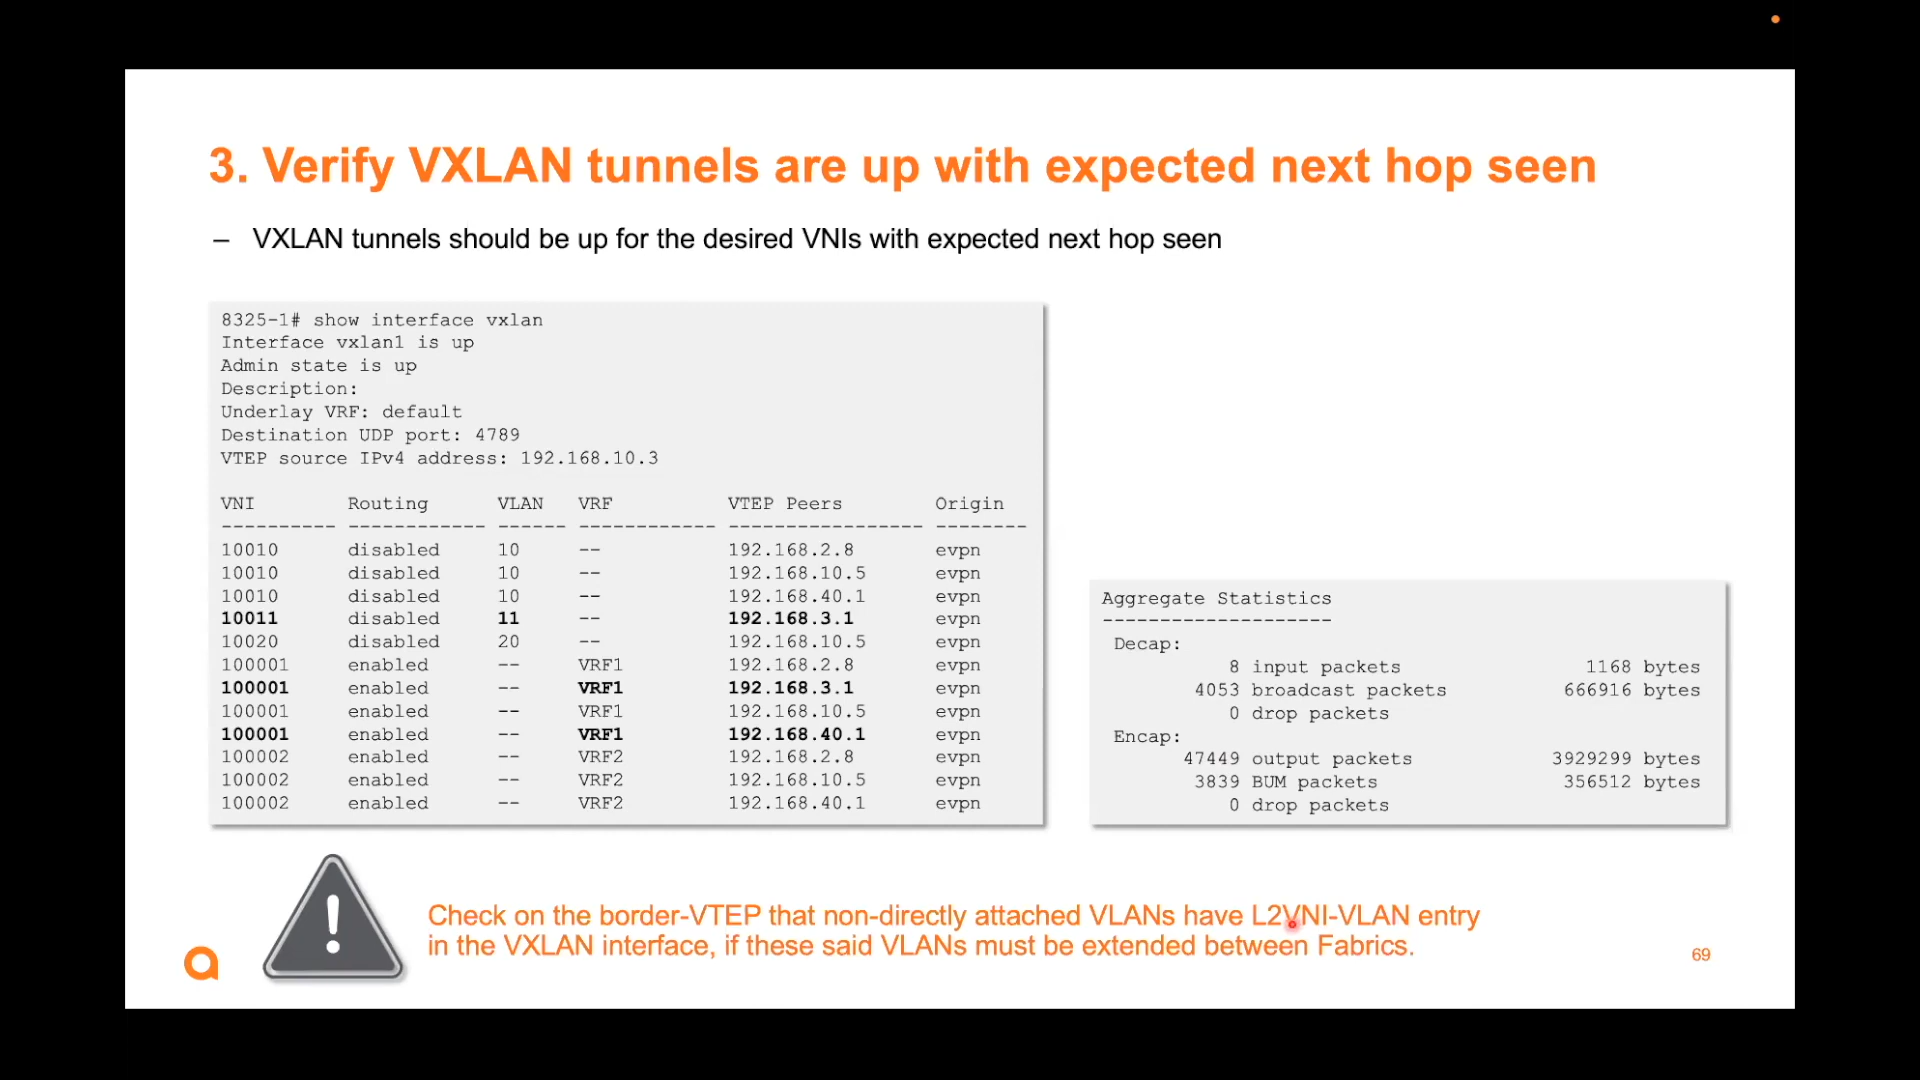 3. Verify VXLAN tunnels are up with expected next hop seen
– VXLAN tunnels should be up for the desired VNIs with expected next hop seen
8325-1# show interface vxlan
Interface vxlan1 is up
Admin state is up
Description:
Underlay VRF: default
Destination UDP port: 4789
VTEP source IPv4 address: 192.168.10.3
VNI Routing VLAN VRF VTEP Peers Origin
---------- ------------ ------ ------------ ----------------- --------
10010 disabled 10 -- 192.168.2.8 evpn
10010 disabled 10 -- 192.168.10.5 evpn
10010 disabled 10 -- 192.168.40.1 evpn
10011 disabled 11 -- 192.168.3.1 evpn
10020 disabled 20 -- 192.168.10.5 evpn
100001 enabled -- VRF1 192.168.2.8 evpn
100001 enabled -- VRF1 192.168.3.1 evpn
100001 enabled -- VRF1 192.168.10.5 evpn
100001 enabled -- VRF1 192.168.40.1 evpn
100002 enabled -- VRF2 192.168.2.8 evpn
100002 enabled -- VRF2 192.168.10.5 evpn
100002 enabled -- VRF2 192.168.40.1 evpn
Aggregate Statistics
--------------------
Decap:
8 input packets 1168 bytes
4053 broadcast packets 666916 bytes
0 drop packets
Encap:
47449 output packets 3929299 bytes
3839 BUM packets 356512 bytes
0 drop packets
Check on the border-VTEP that non-directly attached VLANs have L2VNI-VLAN entry
in the VXLAN interface, if these said VLANs must be extended between Fabrics.
69